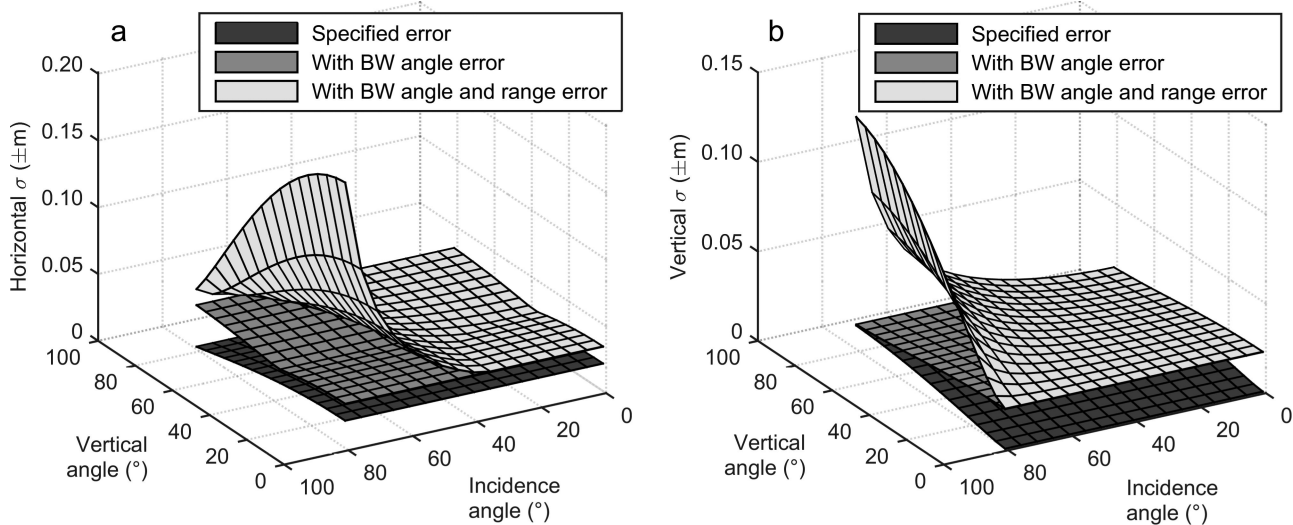 a
Specified error
With BW angle error
With BW angle and range error
Horizontal σ (±m)
0.20
0.15
0.10
0.05
0
100
80
60
40
20
0
Vertical
angle (°)
100
80
60
40
20
0
Incidence
angle (°)
b
Specified error
With BW angle error
With BW angle and range error
Vertical σ (±m)
0.15
0.10
0.05
0
100
80
60
40
20
0
Vertical
angle (°)
100
80
60
40
20
0
Incidence
angle (°)